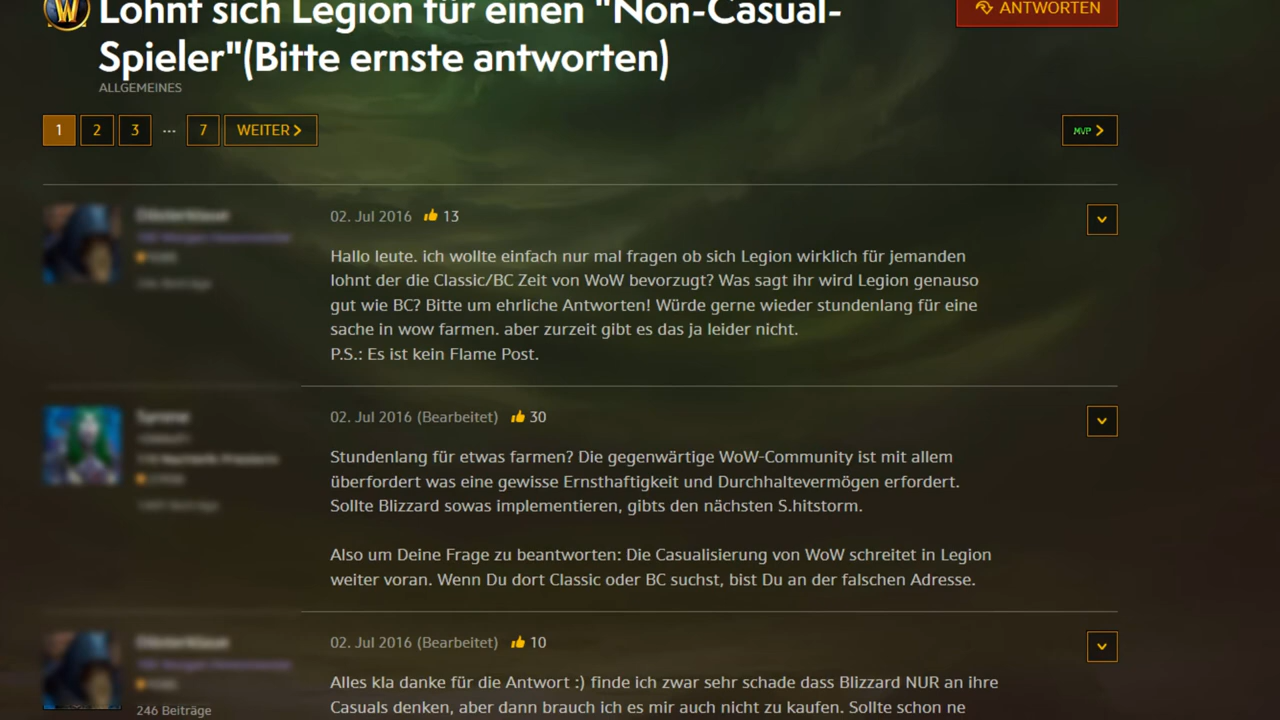 Lohnt sich Legion für einen "Non-Casual-
Spieler"(Bitte ernste antworten)
ANTWORTEN
ALLGEMEINES
1 2 3 ... 7 WEITER
MVP
02. Jul 2016 13
Hallo leute. ich wollte einfach nur mal fragen ob sich Legion wirklich für jemanden
lohnt der die Classic/BC Zeit von WoW bevorzugt? Was sagt ihr wird Legion genauso
gut wie BC? Bitte um ehrliche Antworten! Würde gerne wieder stundenlang für eine
sache in wow farmen. aber zurzeit gibt es das ja leider nicht.
P.S.: Es ist kein Flame Post.
02. Jul 2016 (Bearbeitet) 30
Stundenlang für etwas farmen? Die gegenwärtige WoW-Community ist mit allem
überfordert was eine gewisse Ernsthaftigkeit und Durchhaltevermögen erfordert.
Sollte Blizzard sowas implementieren, gibts den nächsten S.hitstorm.
Also um Deine Frage zu beantworten: Die Casualisierung von WoW schreitet in Legion
weiter voran. Wenn Du dort Classic oder BC suchst, bist Du an der falschen Adresse.
02. Jul 2016 (Bearbeitet) 10
246 Beiträge
Alles kla danke für die Antwort :) finde ich zwar sehr schade dass Blizzard NUR an ihre
Casuals denken, aber dann brauch ich es mir auch nicht zu kaufen. Sollte schon ne